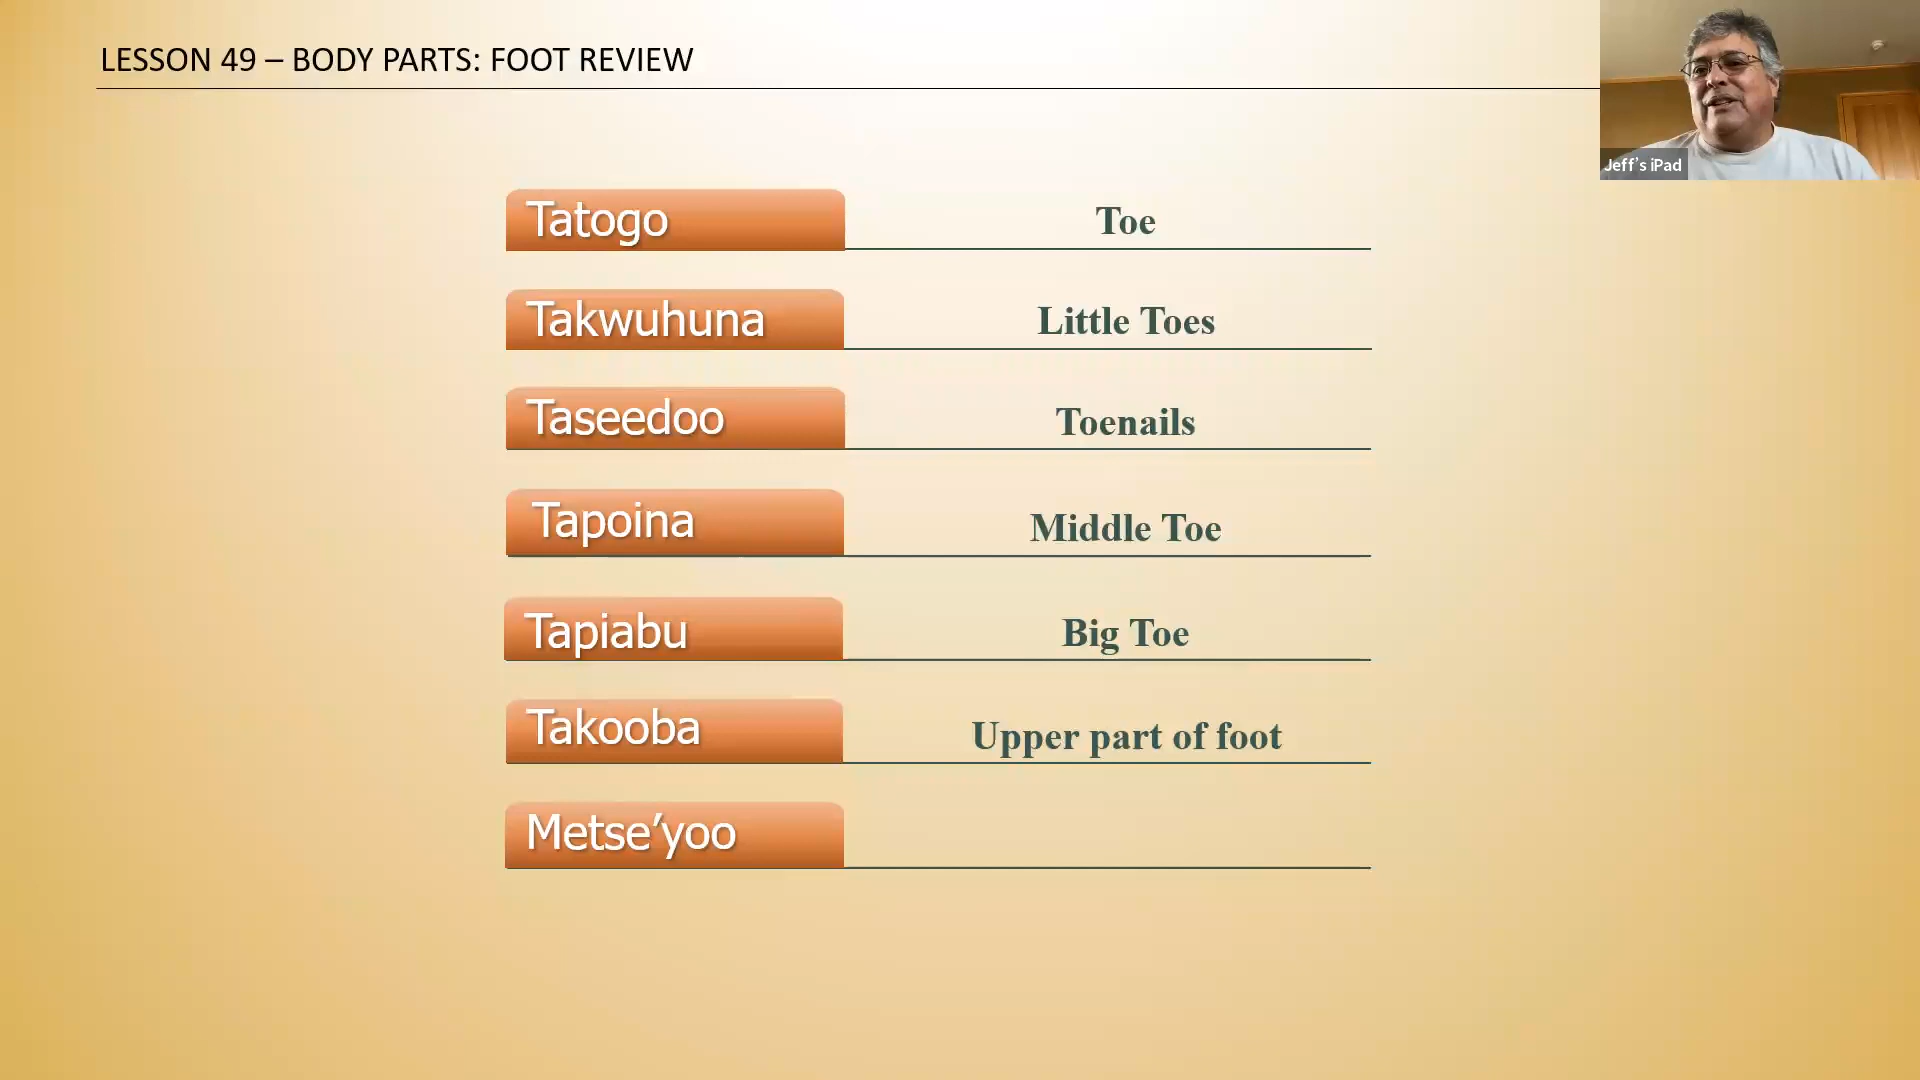 LESSON 49 – BODY PARTS: FOOT REVIEW
Jeff's iPad
Tatogo Toe
Takwuhuna Little Toes
Taseedoo Toenails
Tapoina Middle Toe
Tapiabu Big Toe
Takooba Upper part of foot
Metse’yoo